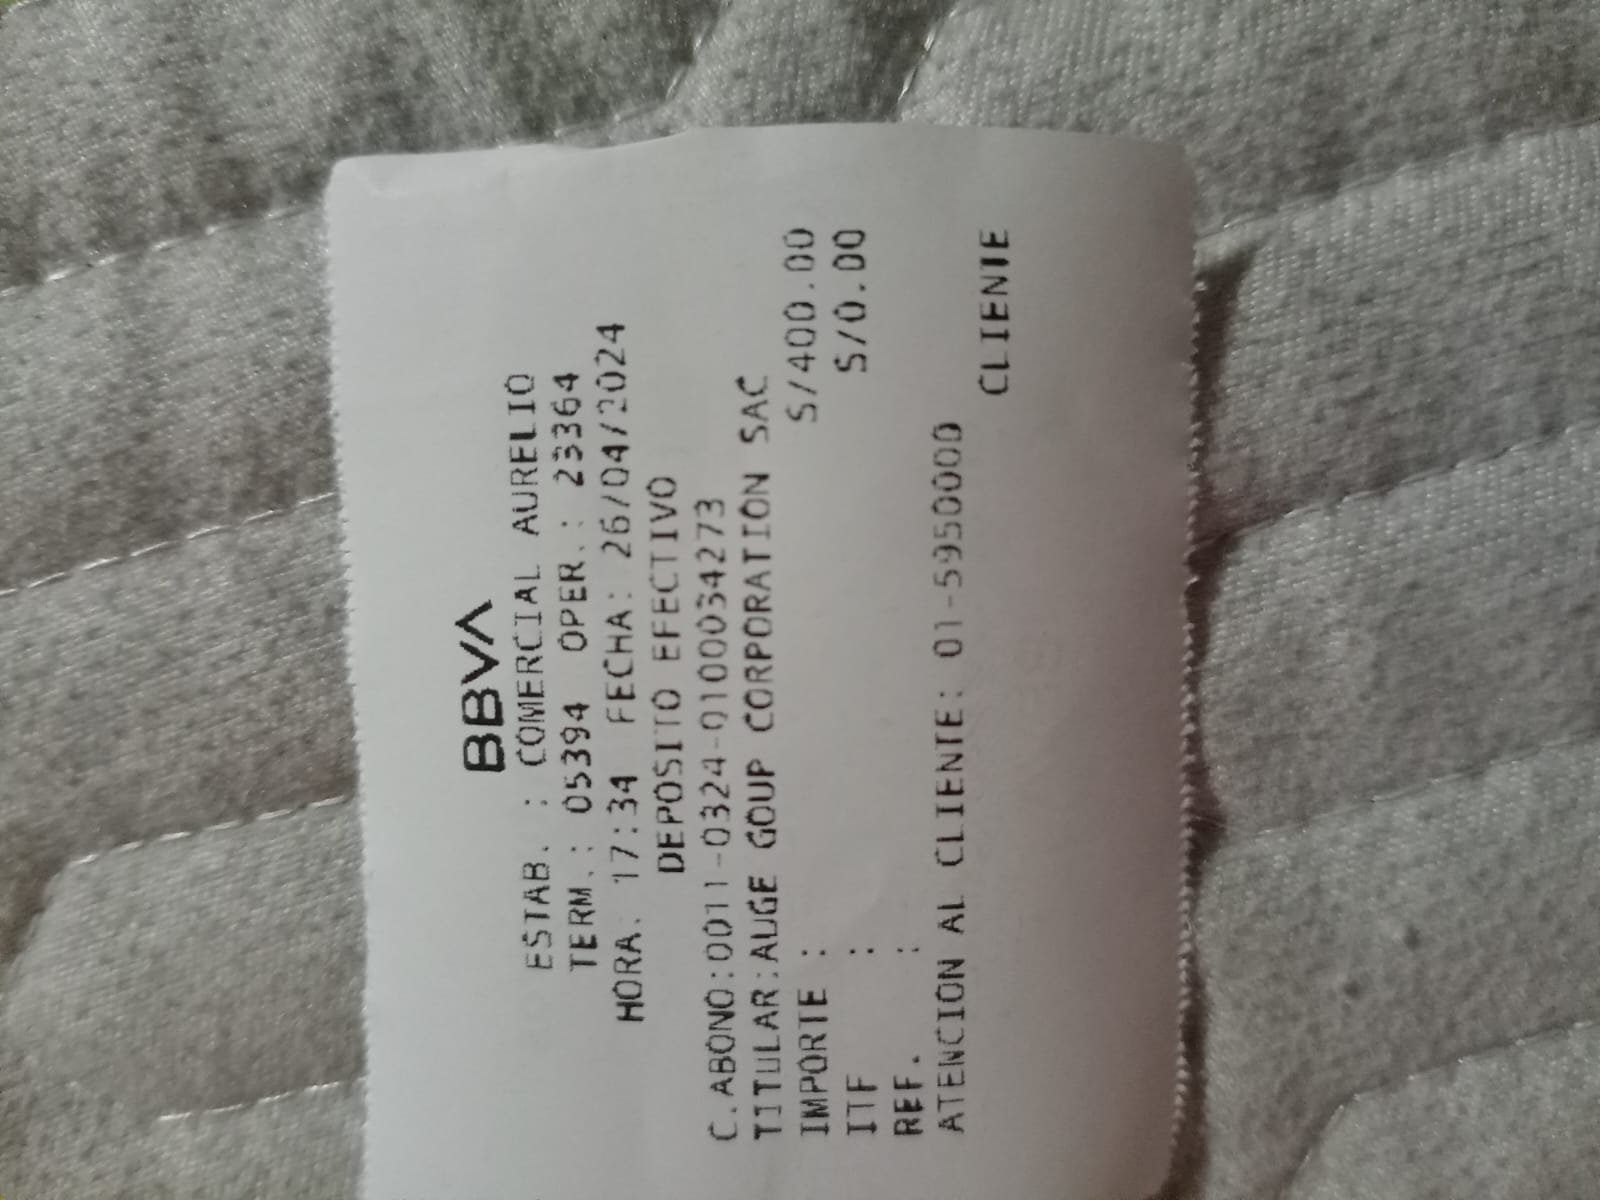 BBVA
ESTAB. : COMERCIAL AURELIO
TERM.: 05394 OPER.: 23364
HORA: 17:34 FECHA: 26/04/2024
DEPOSITO EFECTIVO
C.ABONO:0011-0324-0100034273
TITULAR:AUGE GOUP CORPORATION SAC
IMPORTE : S/400.00
ITF : S/0.00
REF. :
ATENCION AL CLIENTE: 01-5950000
CLIENTE